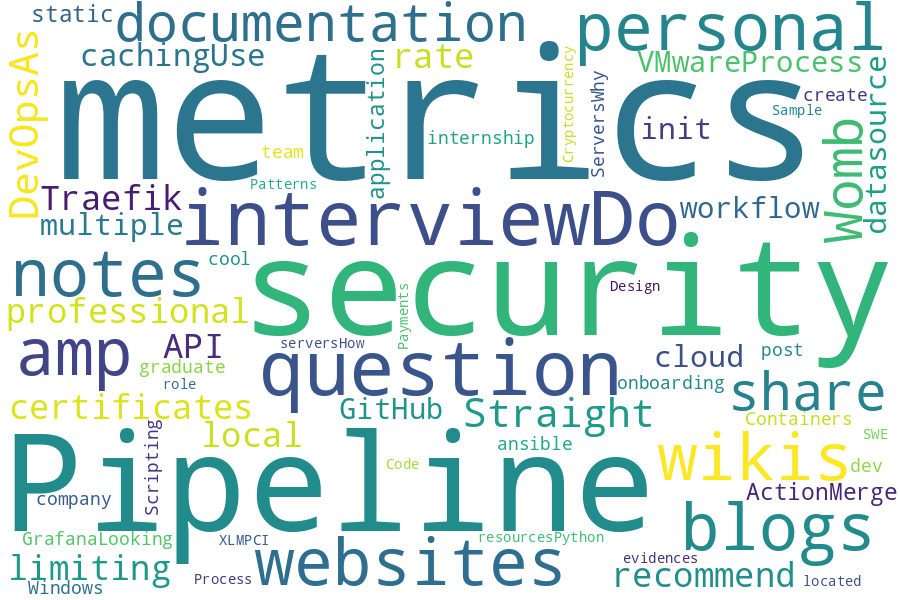 static
documentation
personal
DevOpsAs
cachingUse
rate
VMwareProcess
metrics
application
Cryptocurrency
ServersWhy
create
Sample
datasource
init
internship
team
Womb
Patterns
Traefik
interviewDo
workflow
multiple
notes
cool
security
Design
professional
Payments
amp
API
serversHow
question
cloud
post
graduate
role
onboarding
share
certificates
GitHub
Straight
Containers
local
Scripting
ansible
SWE
Pipeline
Code
wikis
dev
company
ActionMerge
GrafanaLooking
XLMPCI
resourcesPython
blogs
limiting
websites
evidences
Process
recommend
located
Windows